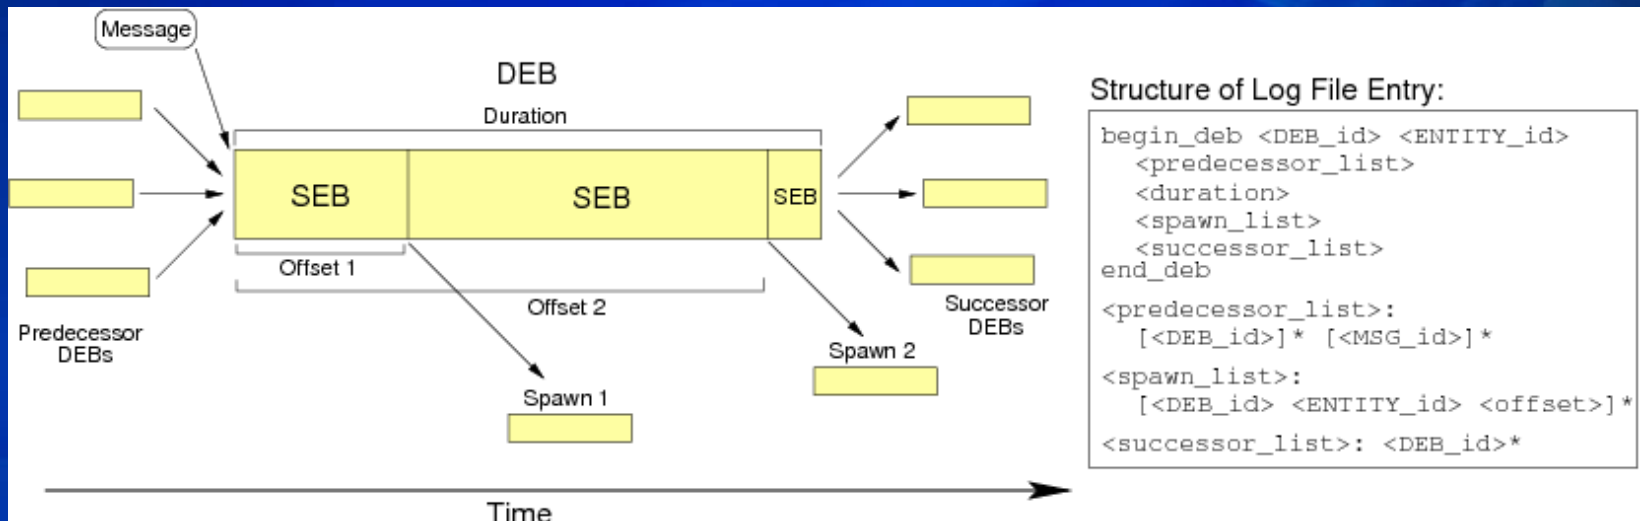 Message
DEB
Duration
SEB
SEB
SEB
Offset 1
Offset 2
Predecessor
DEBs
Successor
DEBs
Spawn 1
Spawn 2
Time
Structure of Log File Entry:
begin_deb <DEB_id> <ENTITY_id>
<predecessor_list>
<duration>
<spawn_list>
<successor_list>
end_deb
<predecessor_list>:
[<DEB_id>]* [<MSG_id>]*
<spawn_list>:
[<DEB_id> <ENTITY_id> <offset>]*
<successor_list>: <DEB_id>*